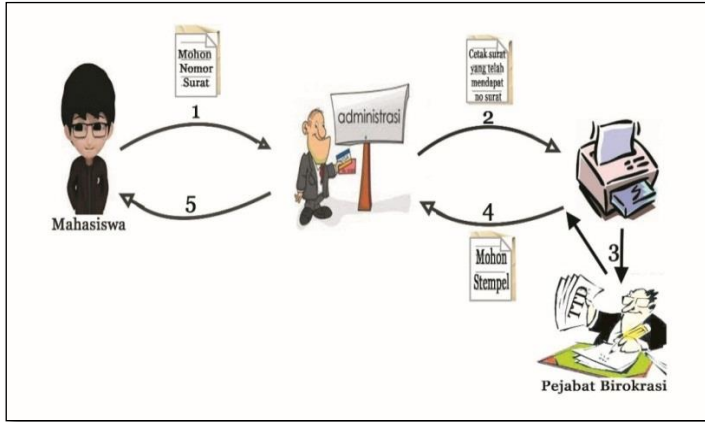 Mohon
Nomor
Surat
1
Mahasiswa
administrasi
Cetak surat
yang telah
mendapat
no surat
2
5
4
Mohon
Stempel
3
TTD
Pejabat Birokrasi